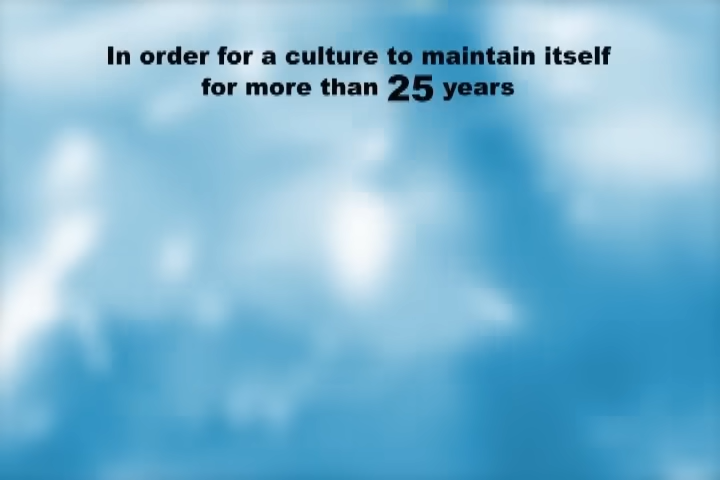 In order for a culture to maintain itself
for more than 25 years